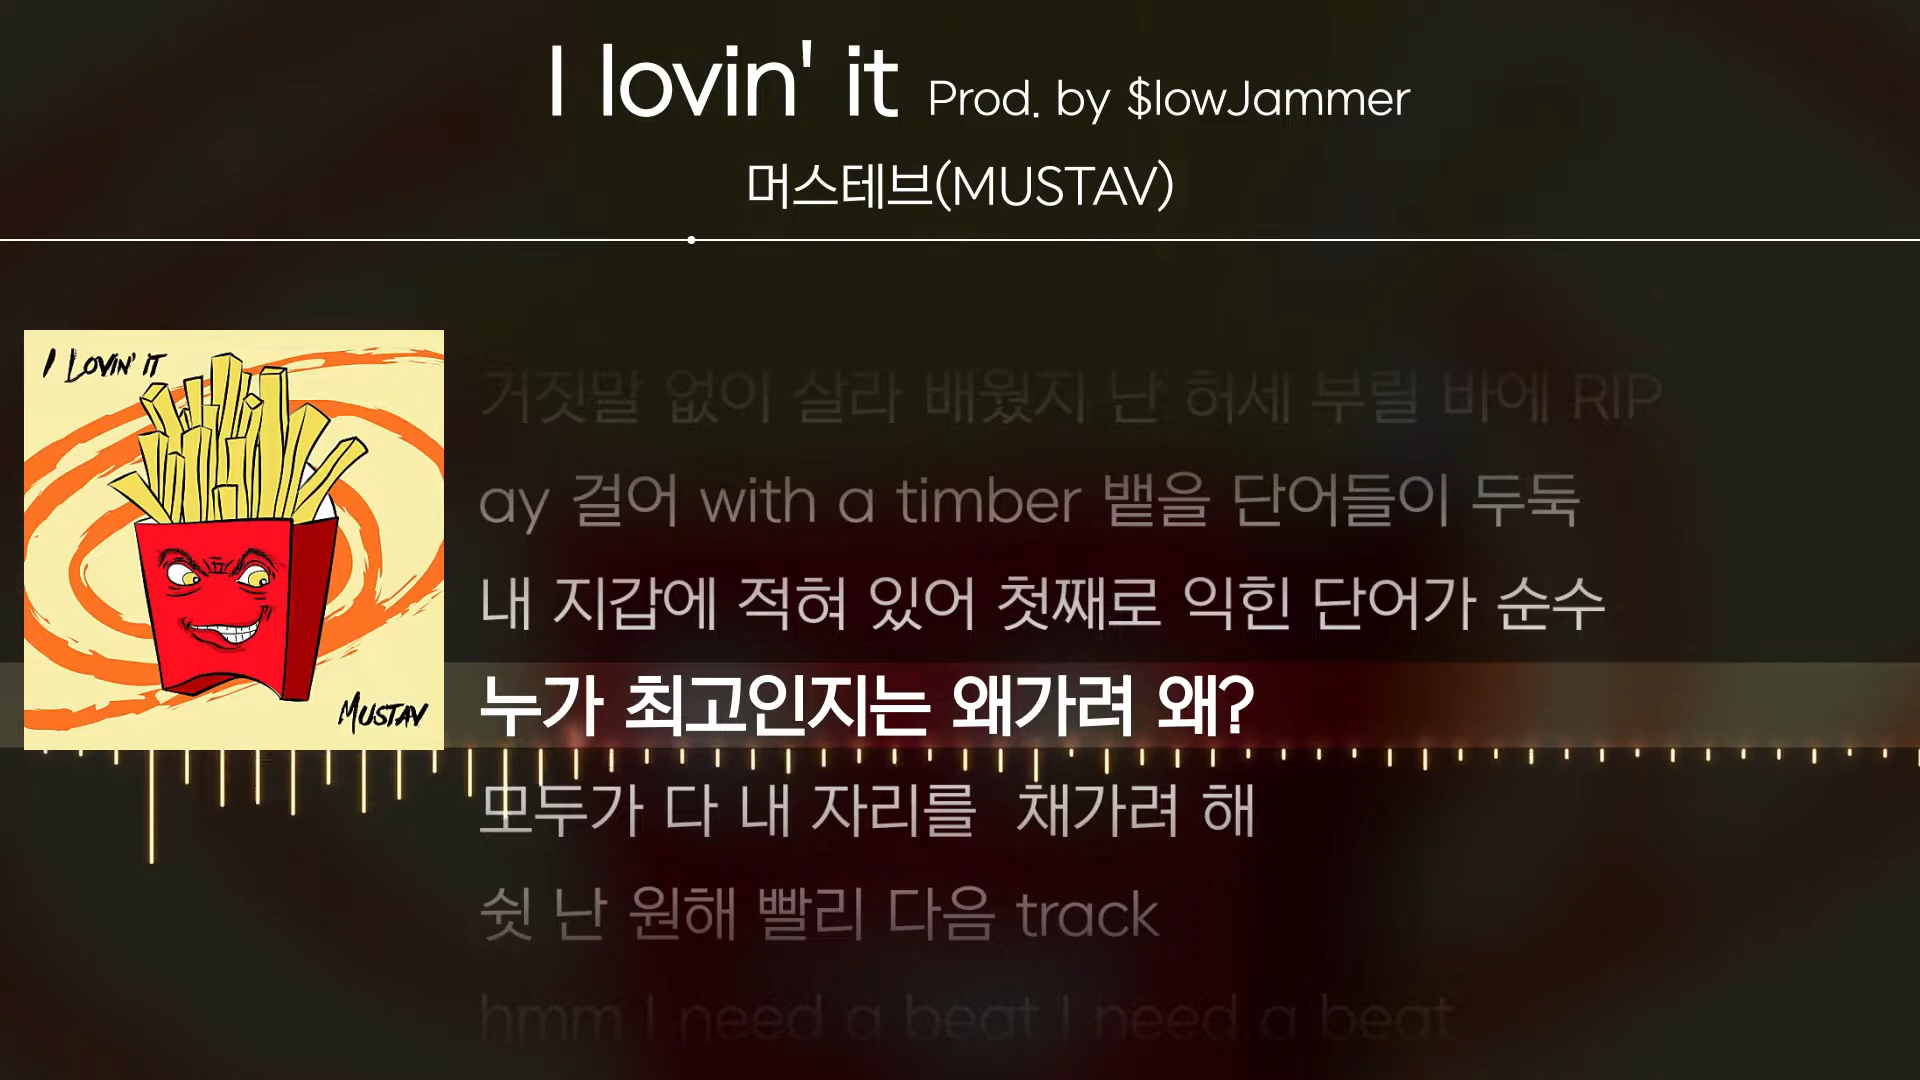 I lovin' it Prod. by $lowJammer
머스테브(MUSTAV)
I LOVIN' IT
MUSTAV
거짓말 없이 살라 배웠지 난 허세 부릴 바에 RIP
ay 걸어 with a timber 뱉을 단어들이 두둑
내 지갑에 적혀 있어 첫째로 익힌 단어가 순수
누가 최고인지는 왜가려 왜?
모두가 다 내 자리를 채가려 해
쉿 난 원해 빨리 다음 track
hmm I need a beat I need a beat